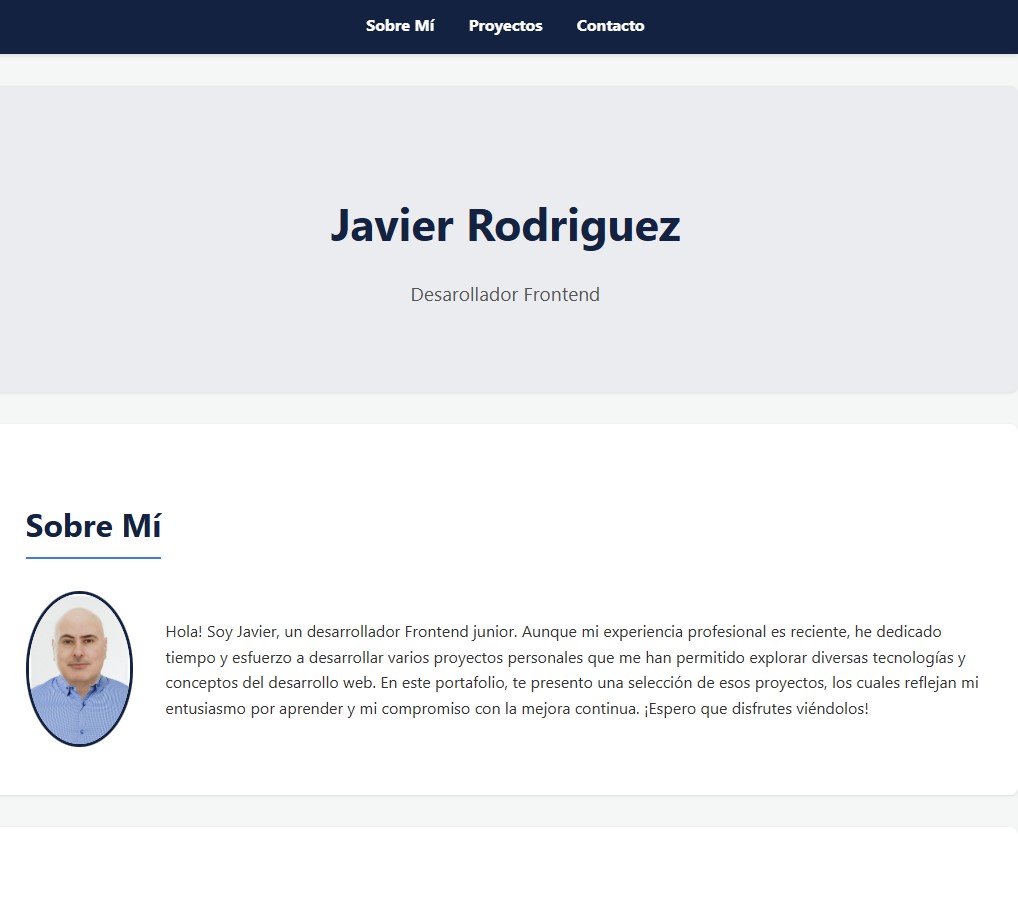 Sobre Mí Proyectos Contacto
Javier Rodriguez
Desarollador Frontend
Sobre Mí
Hola! Soy Javier, un desarrollador Frontend junior. Aunque mi experiencia profesional es reciente, he dedicado
tiempo y esfuerzo a desarrollar varios proyectos personales que me han permitido explorar diversas tecnologías y
conceptos del desarrollo web. En este portafolio, te presento una selección de esos proyectos, los cuales reflejan mi
entusiasmo por aprender y mi compromiso con la mejora continua. ¡Espero que disfrutes viéndolos!